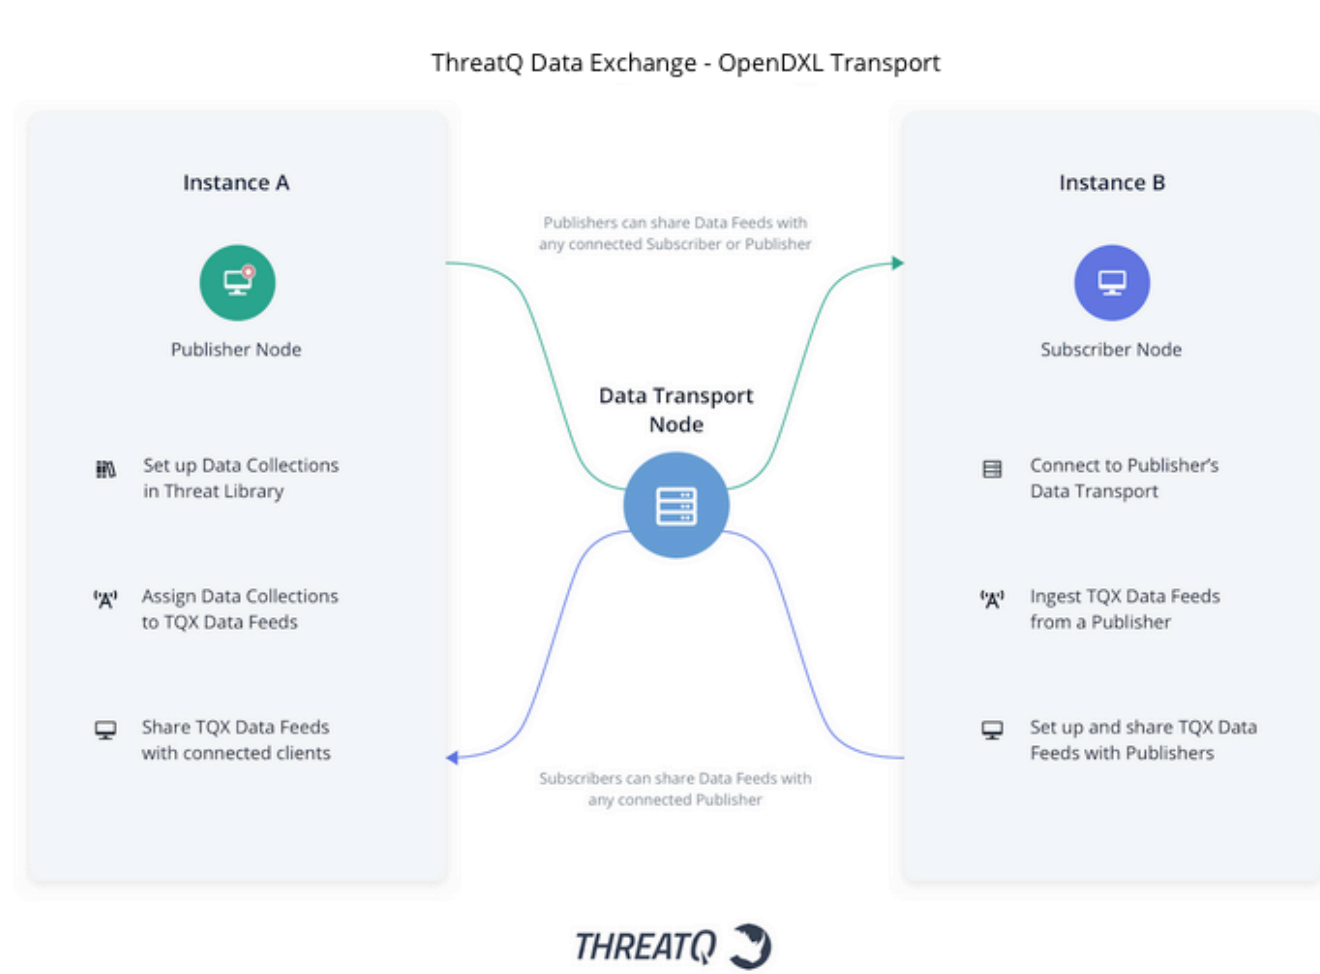 ThreatQ Data Exchange - OpenDXL Transport
Instance A
Publisher Node
Set up Data Collections
in Threat Library
Assign Data Collections
to TQX Data Feeds
Share TQX Data Feeds
with connected clients
Publishers can share Data Feeds with
any connected Subscriber or Publisher
Data Transport
Node
Subscribers can share Data Feeds with
any connected Publisher
Instance B
Subscriber Node
Connect to Publisher’s
Data Transport
Ingest TQX Data Feeds
from a Publisher
Set up and share TQX Data
Feeds with Publishers
THREATQ